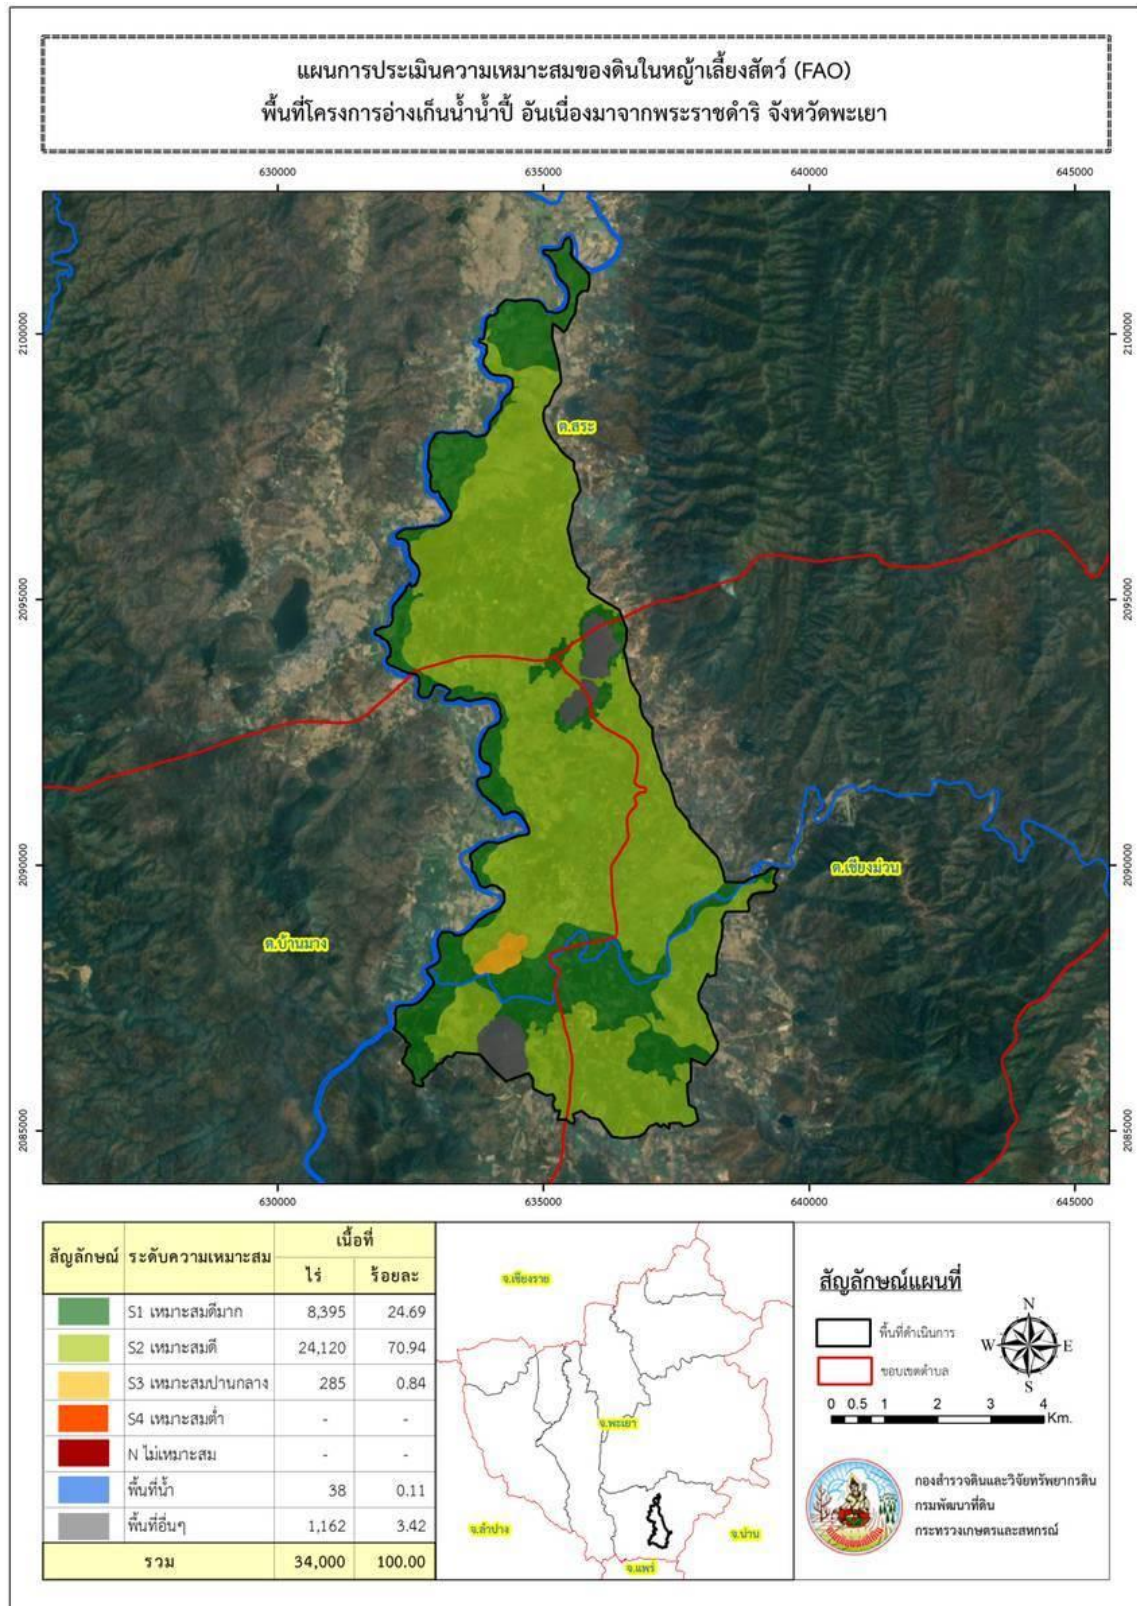 แผนการประเมินความเหมาะสมของดินในหญ้าเลี้ยงสัตว์ (FAO)
พื้นที่โครงการอ่างเก็บน้ำน้ำปี้ อันเนื่องมาจากพระราชดำริ จังหวัดพะเยา
630000 635000 640000 645000
2100000 2100000
ต.สระ
2095000 2095000
2090000 2090000
ต.เชียงม่วน
ต.บ้านมาง
2085000 2085000
630000 635000 640000 645000
สัญลักษณ์ ระดับความเหมาะสม เนื้อที่
ไร่ ร้อยละ
S1 เหมาะสมดีมาก 8,395 24.69
S2 เหมาะสมดี 24,120 70.94
S3 เหมาะสมปานกลาง 285 0.84
S4 เหมาะสมต่ำ - -
N ไม่เหมาะสม - -
พื้นที่น้ำ 38 0.11
พื้นที่อื่นๆ 1,162 3.42
รวม 34,000 100.00
จ.เชียงราย
จ.พะเยา
จ.ลำปาง
จ.น่าน
จ.แพร่
สัญลักษณ์แผนที่
พื้นที่ดำเนินการ
ขอบเขตตำบล
N
W E
S
0 0.5 1 2 3 4
Km.
กองสำรวจดินและวิจัยทรัพยากรดิน
กรมพัฒนาที่ดิน
กระทรวงเกษตรและสหกรณ์